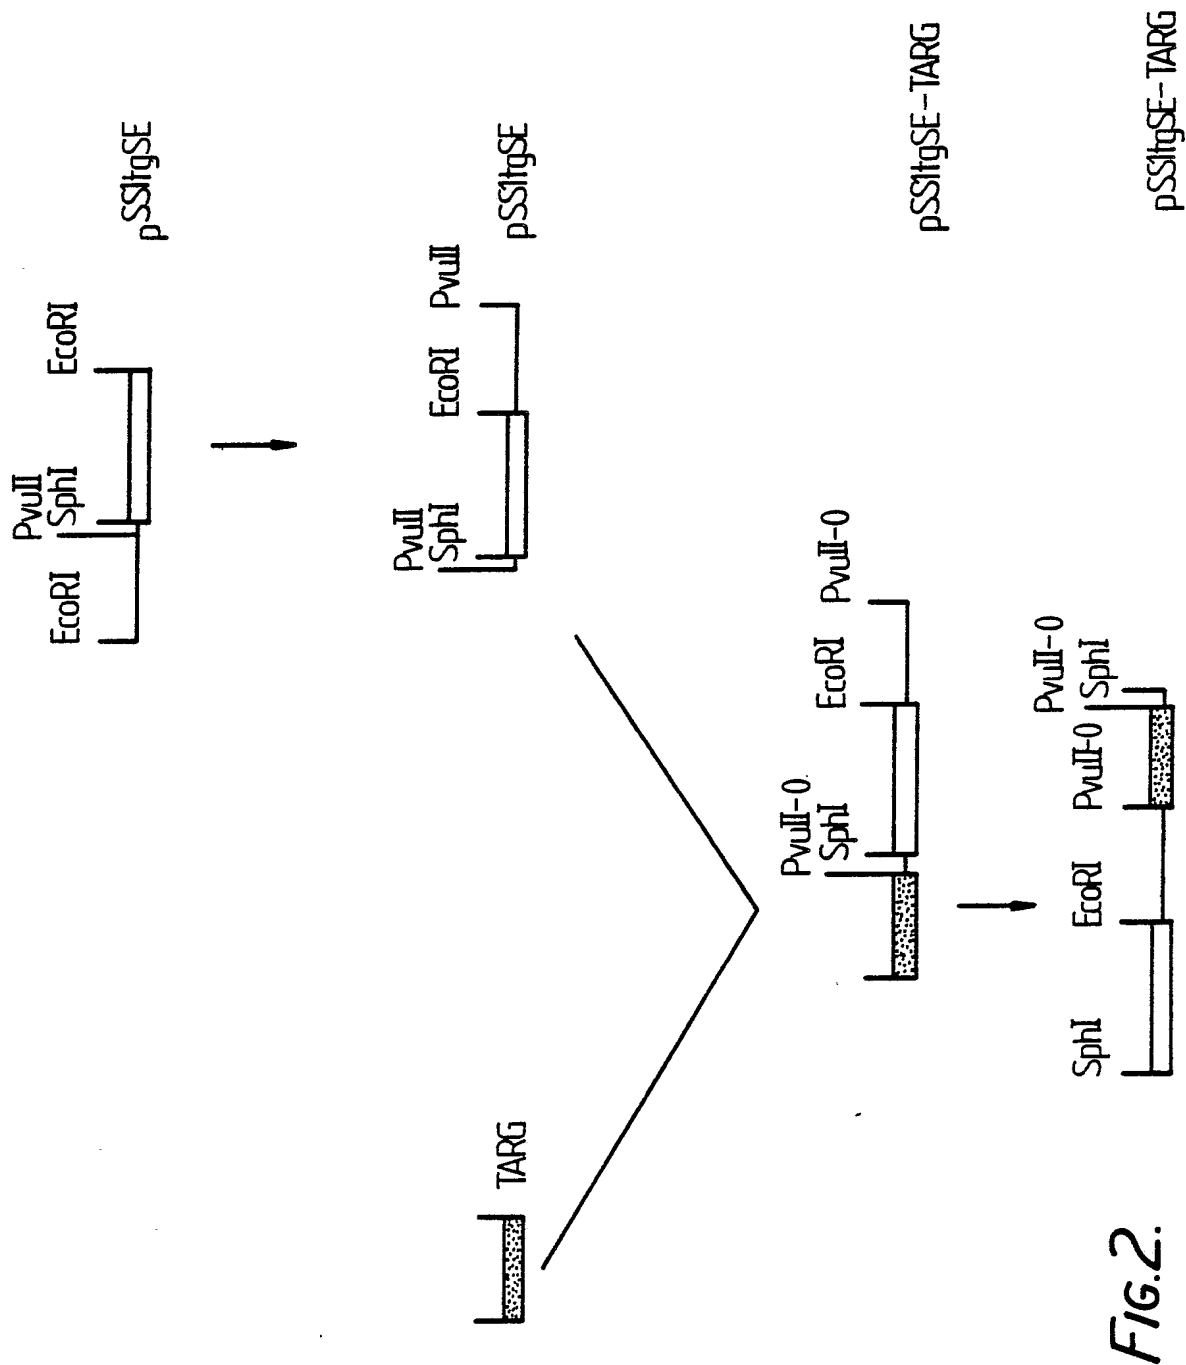 PvuII
EcoRI SphI EcoRI
pSS1tgSE
PvuII
SphI EcoRI PvuII
TARG
pSS1tgSE
PvuII-0
SphI EcoRI PvuII-0
pSS1tgSE-TARG
PvuII-0
SphI EcoRI PvuII-0 SphI
pSS1tgSE-TARG
FIG.2.